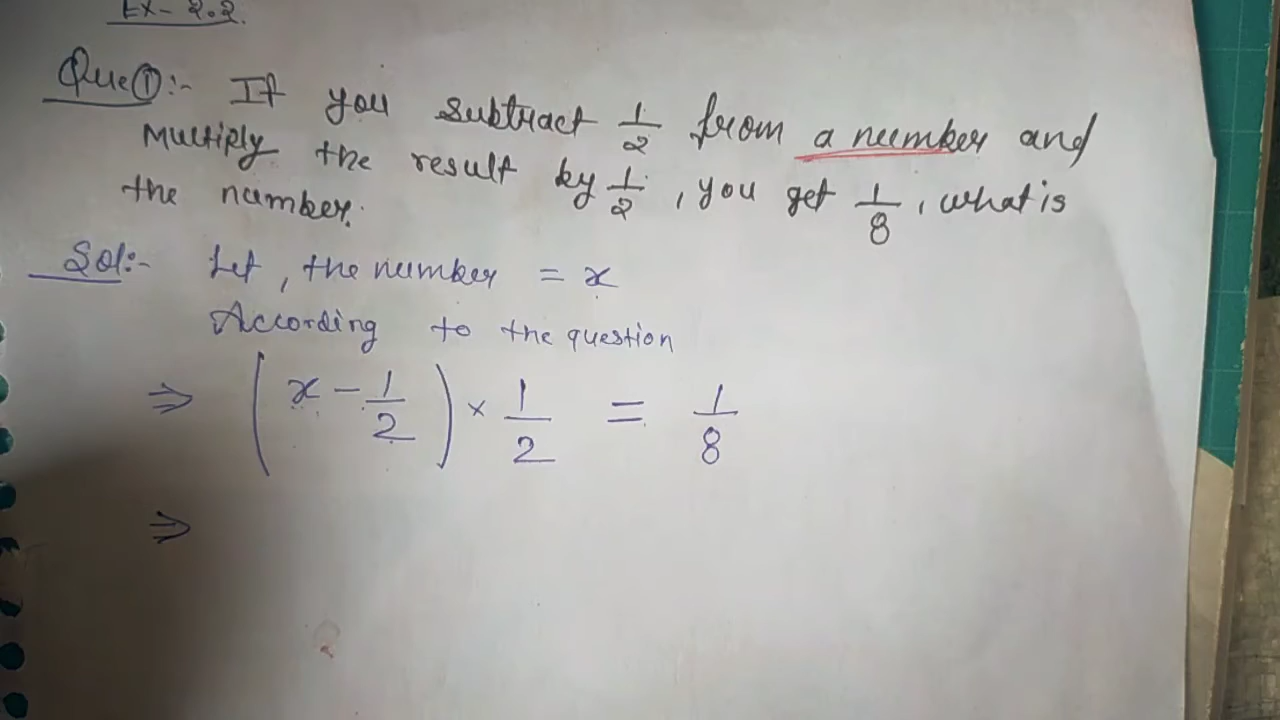 Ex- 2.2.
Que①:- If you subtract 1/2 from a number and
Multiply the result by 1/2, you get 1/8, what is
the number.
Sol:- Let, the number = x
According to the question
⇒ (x - 1/2) × 1/2 = 1/8
⇒